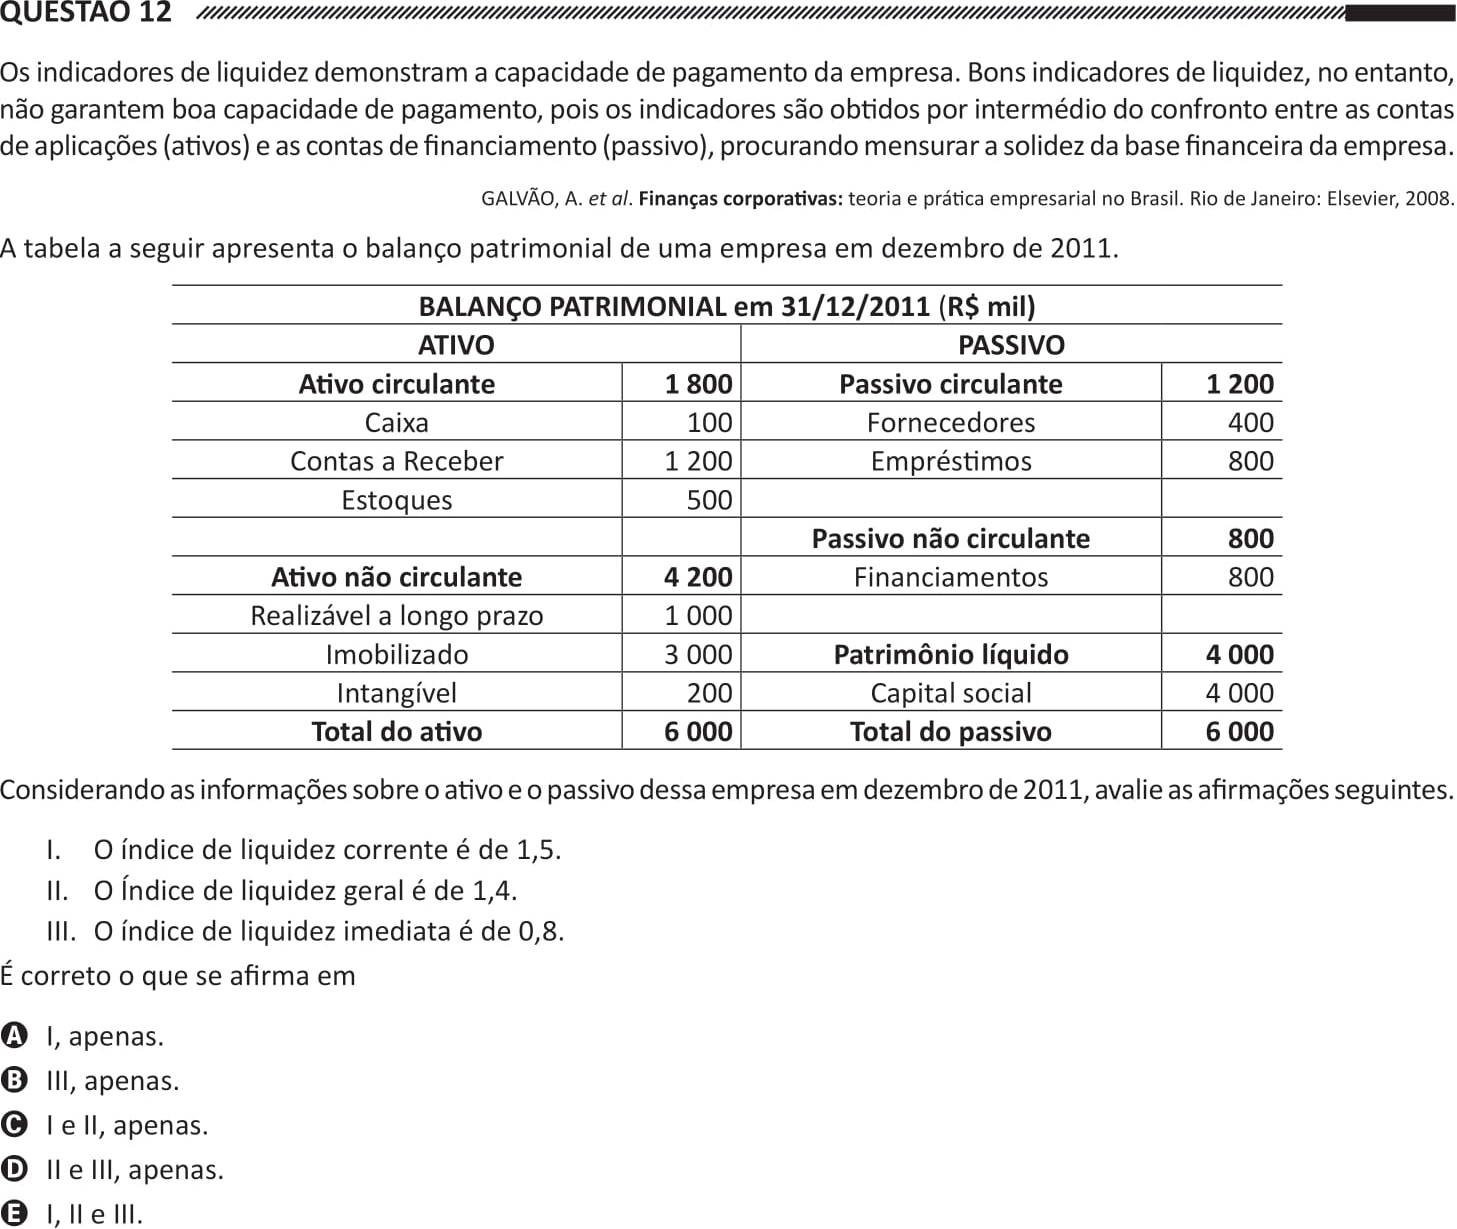 QUESTÃO 12
Os indicadores de liquidez demonstram a capacidade de pagamento da empresa. Bons indicadores de liquidez, no entanto,
não garantem boa capacidade de pagamento, pois os indicadores são obtidos por intermédio do confronto entre as contas
de aplicações (ativos) e as contas de financiamento (passivo), procurando mensurar a solidez da base financeira da empresa.
GALVÃO, A. et al. Finanças corporativas: teoria e prática empresarial no Brasil. Rio de Janeiro: Elsevier, 2008.
A tabela a seguir apresenta o balanço patrimonial de uma empresa em dezembro de 2011.
BALANÇO PATRIMONIAL em 31/12/2011 (R$ mil)
ATIVO PASSIVO
Ativo circulante 1 800 Passivo circulante 1 200
Caixa 100 Fornecedores 400
Contas a Receber 1 200 Empréstimos 800
Estoques 500
Passivo não circulante 800
Ativo não circulante 4 200 Financiamentos 800
Realizável a longo prazo 1 000
Imobilizado 3 000 Patrimônio líquido 4 000
Intangível 200 Capital social 4 000
Total do ativo 6 000 Total do passivo 6 000
Considerando as informações sobre o ativo e o passivo dessa empresa em dezembro de 2011, avalie as afirmações seguintes.
I. O índice de liquidez corrente é de 1,5.
II. O Índice de liquidez geral é de 1,4.
III. O índice de liquidez imediata é de 0,8.
É correto o que se afirma em
A I, apenas.
B III, apenas.
C I e II, apenas.
D II e III, apenas.
E I, II e III.